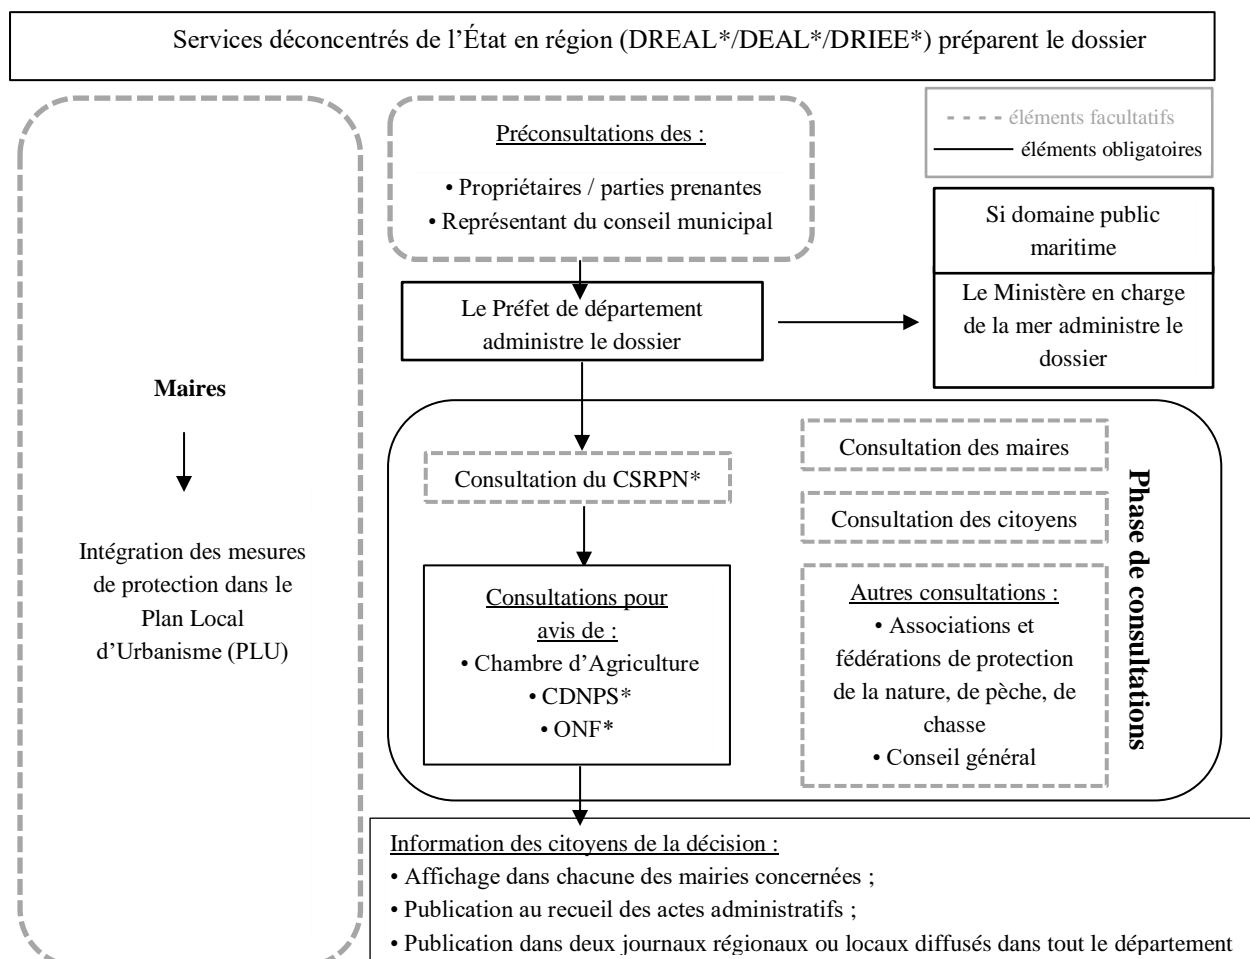 Services déconcentrés de l’État en région (DREAL*/DEAL*/DRIEE*) préparent le dossier
éléments facultatifs
éléments obligatoires
Préconsultations des :
• Propriétaires / parties prenantes
• Représentant du conseil municipal
Si domaine public
maritime
Le Ministère en charge
de la mer administre le
dossier
Le Préfet de département
administre le dossier
Maires
Intégration des mesures
de protection dans le
Plan Local
d’Urbanisme (PLU)
Consultation du CSRPN*
Consultations pour
avis de :
• Chambre d’Agriculture
• CDNPS*
• ONF*
Consultation des maires
Consultation des citoyens
Autres consultations :
• Associations et
fédérations de protection
de la nature, de pêche, de
chasse
• Conseil général
Phase de consultations
Information des citoyens de la décision :
• Affichage dans chacune des mairies concernées ;
• Publication au recueil des actes administratifs ;
• Publication dans deux journaux régionaux ou locaux diffusés dans tout le département